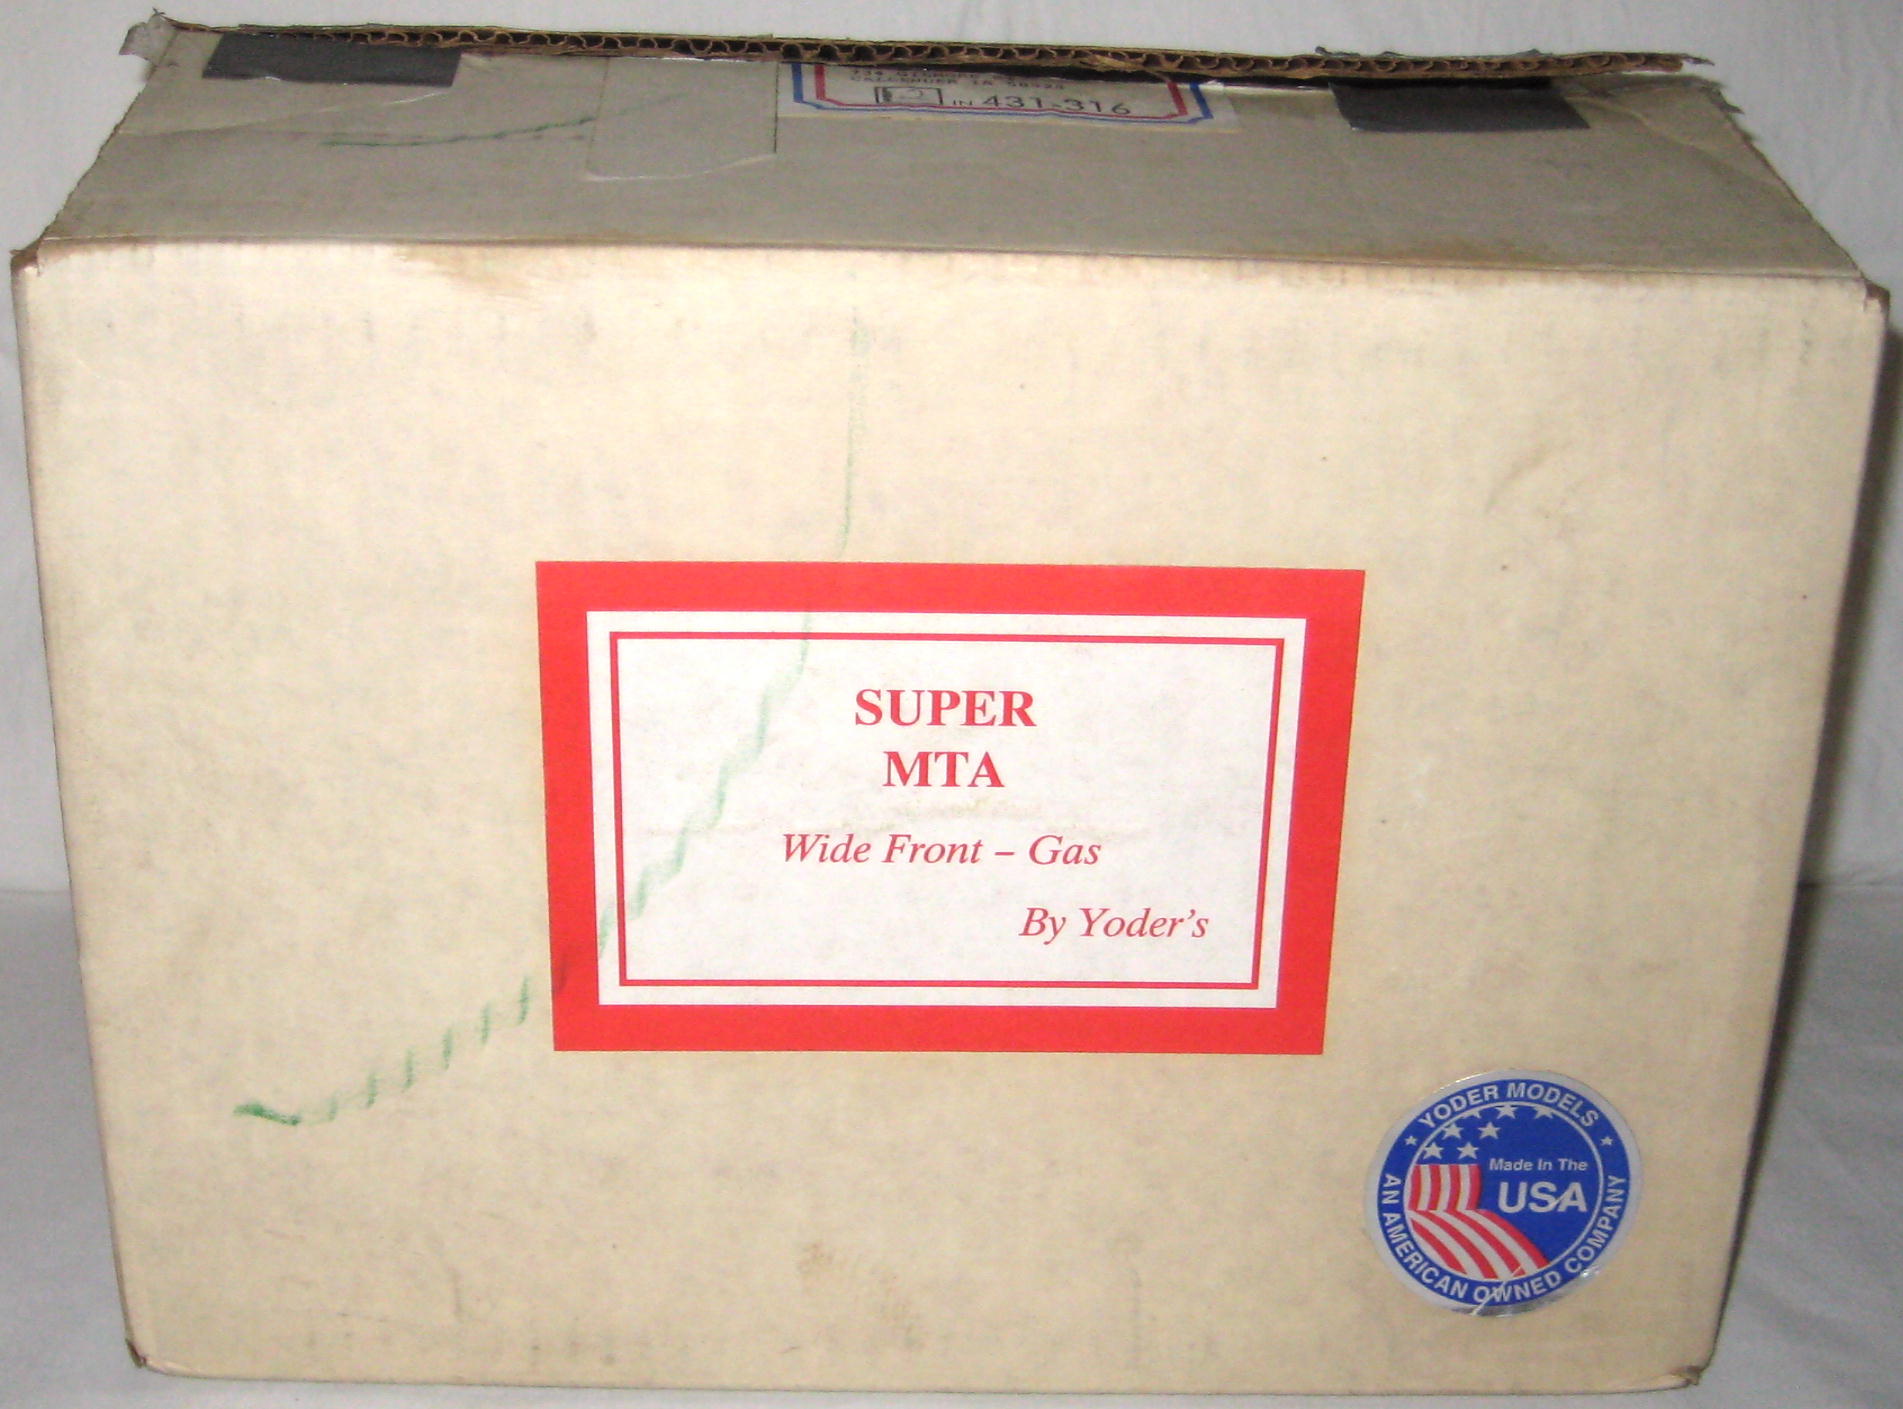 IN 431-316
SUPER
MTA
Wide Front – Gas
By Yoder's
YODER MODELS
Made In The
USA
AN AMERICAN OWNED COMPANY